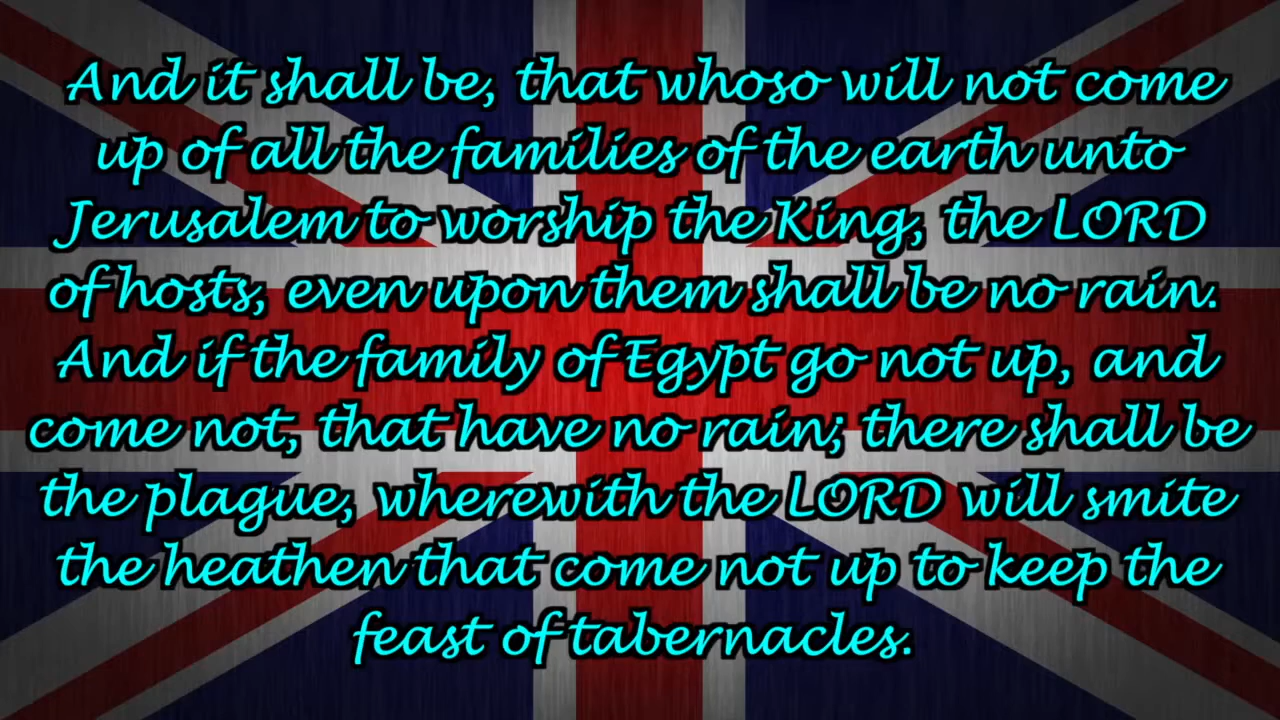 And it shall be, that whoso will not come
up of all the families of the earth unto
Jerusalem to worship the King, the LORD
of hosts, even upon them shall be no rain.
And if the family of Egypt go not up, and
come not, that have no rain; there shall be
the plague, wherewith the LORD will smite
the heathen that come not up to keep the
feast of tabernacles.